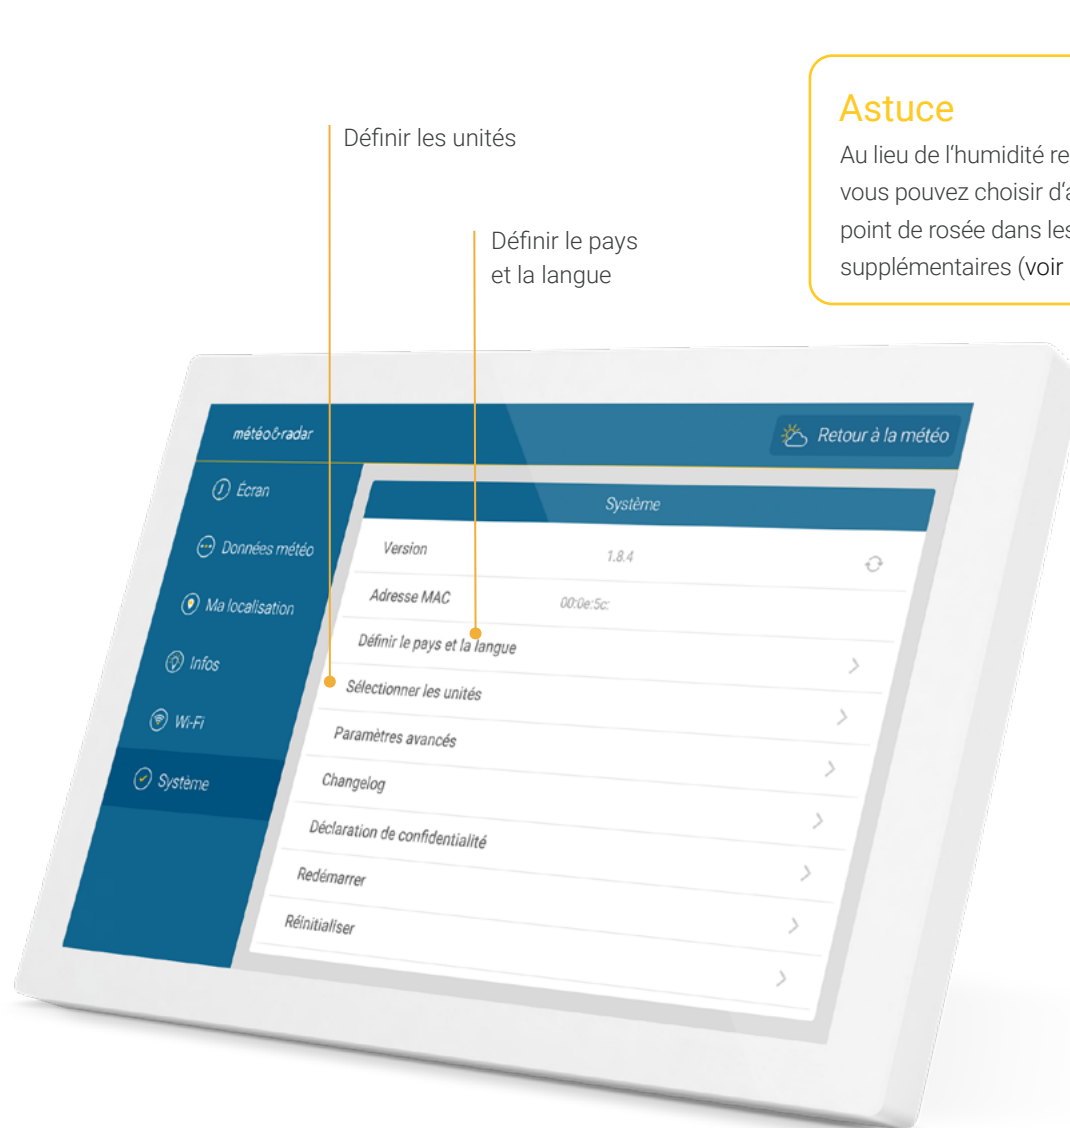 Définir les unités
Définir le pays
et la langue
Astuce
Au lieu de l‘humidité
vous pouvez choisir
point de rosée dans les
supplémentaires (voir
météo&radar
Retour à la météo
Écran
Données météo
Ma localisation
Infos
Wi-Fi
Système
Système
Version 1.8.4
Adresse MAC 00:0e:5c:
Définir le pays et la langue
Sélectionner les unités
Paramètres avancés
Changelog
Déclaration de confidentialité
Redémarrer
Réinitialiser